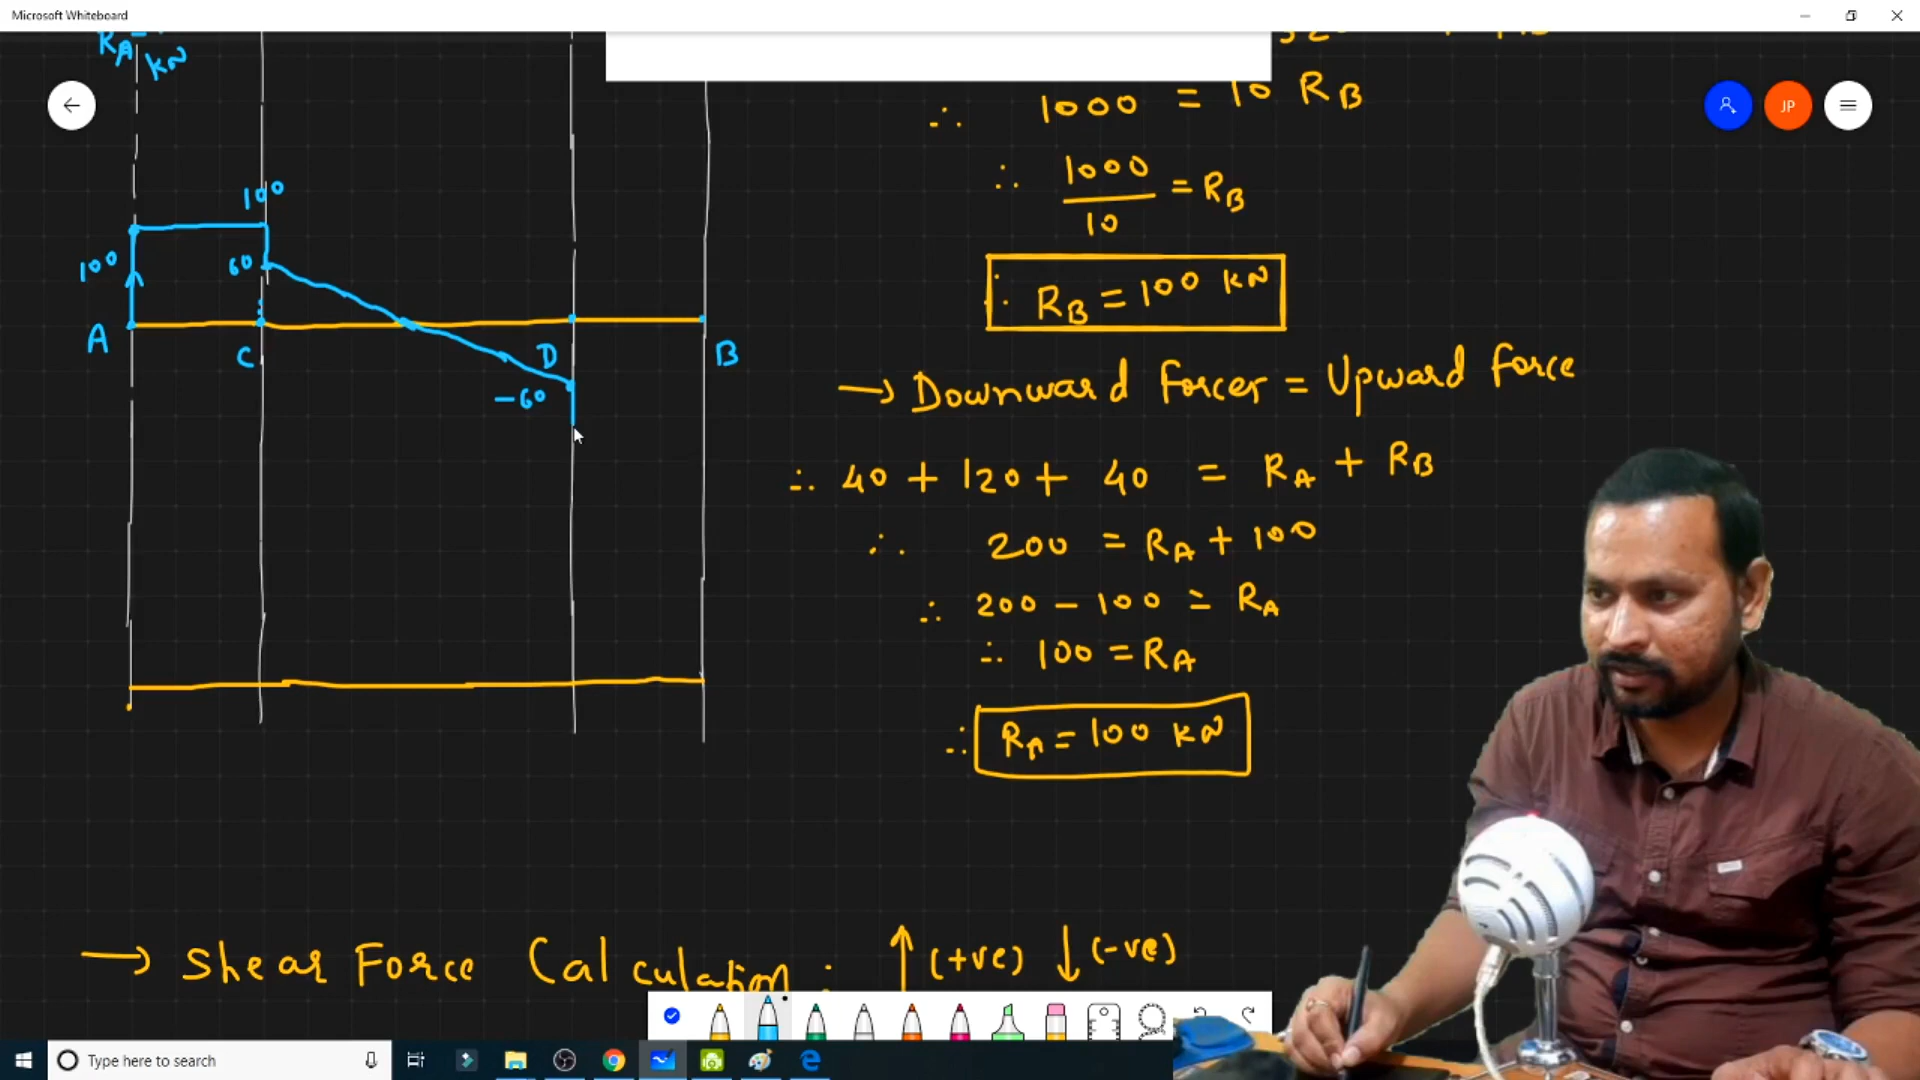 Microsoft Whiteboard
RA
kN
1000 = 10 RB
∴
JP
100
∴ 1000/10 = RB
100
60
∴ RB = 100 kN
A
C
D
B
-60
→ Downward Forces = Upward Force
∴ 40 + 120 + 40 = RA + RB
∴ 200 = RA + 100
∴ 200 - 100 = RA
∴ 100 = RA
∴ RA = 100 kN
→ Shear Force Calculation : ↑ (+ve) ↓ (-ve)
Type here to search